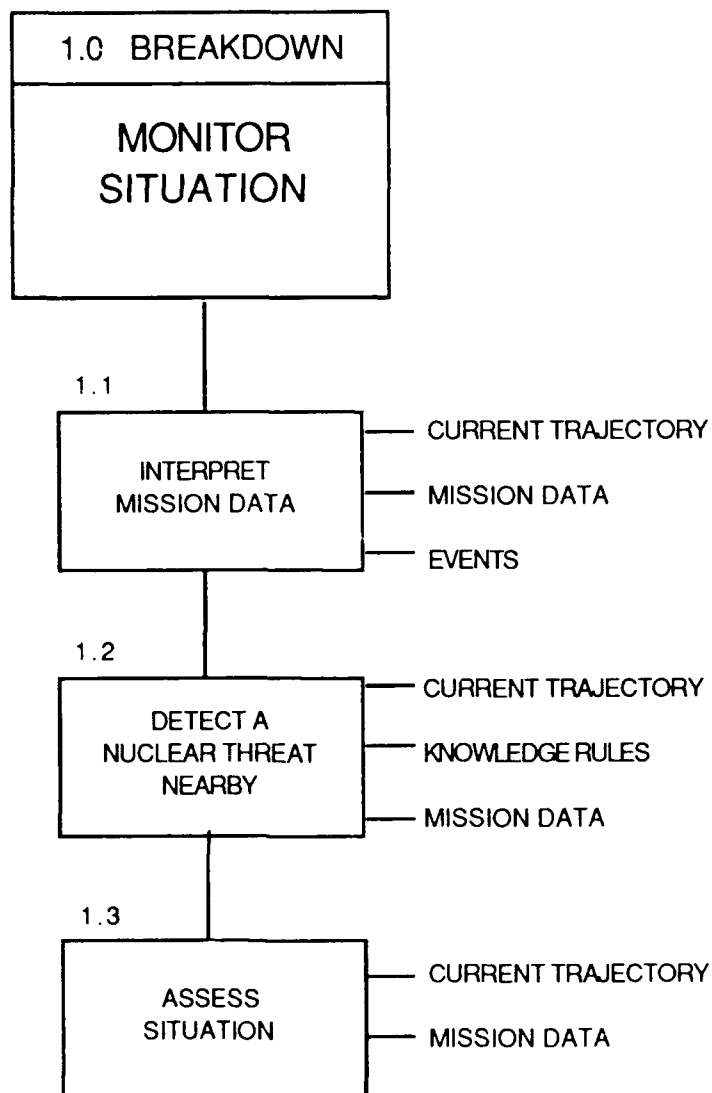 1.0 BREAKDOWN
MONITOR
SITUATION
1.1
INTERPRET
MISSION DATA
CURRENT TRAJECTORY
MISSION DATA
EVENTS
1.2
DETECT A
NUCLEAR THREAT
NEARBY
CURRENT TRAJECTORY
KNOWLEDGE RULES
MISSION DATA
1.3
ASSESS
SITUATION
CURRENT TRAJECTORY
MISSION DATA